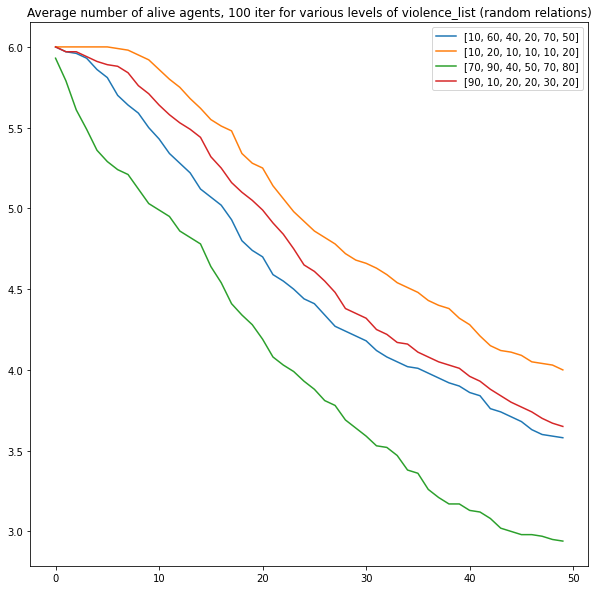 Average number of alive agents, 100 iter for various levels of violence_list (random relations)
[10, 60, 40, 20, 70, 50]
[10, 20, 10, 10, 10, 20]
[70, 90, 40, 50, 70, 80]
[90, 10, 20, 20, 30, 20]
6.0
5.5
5.0
4.5
4.0
3.5
3.0
0 10 20 30 40 50